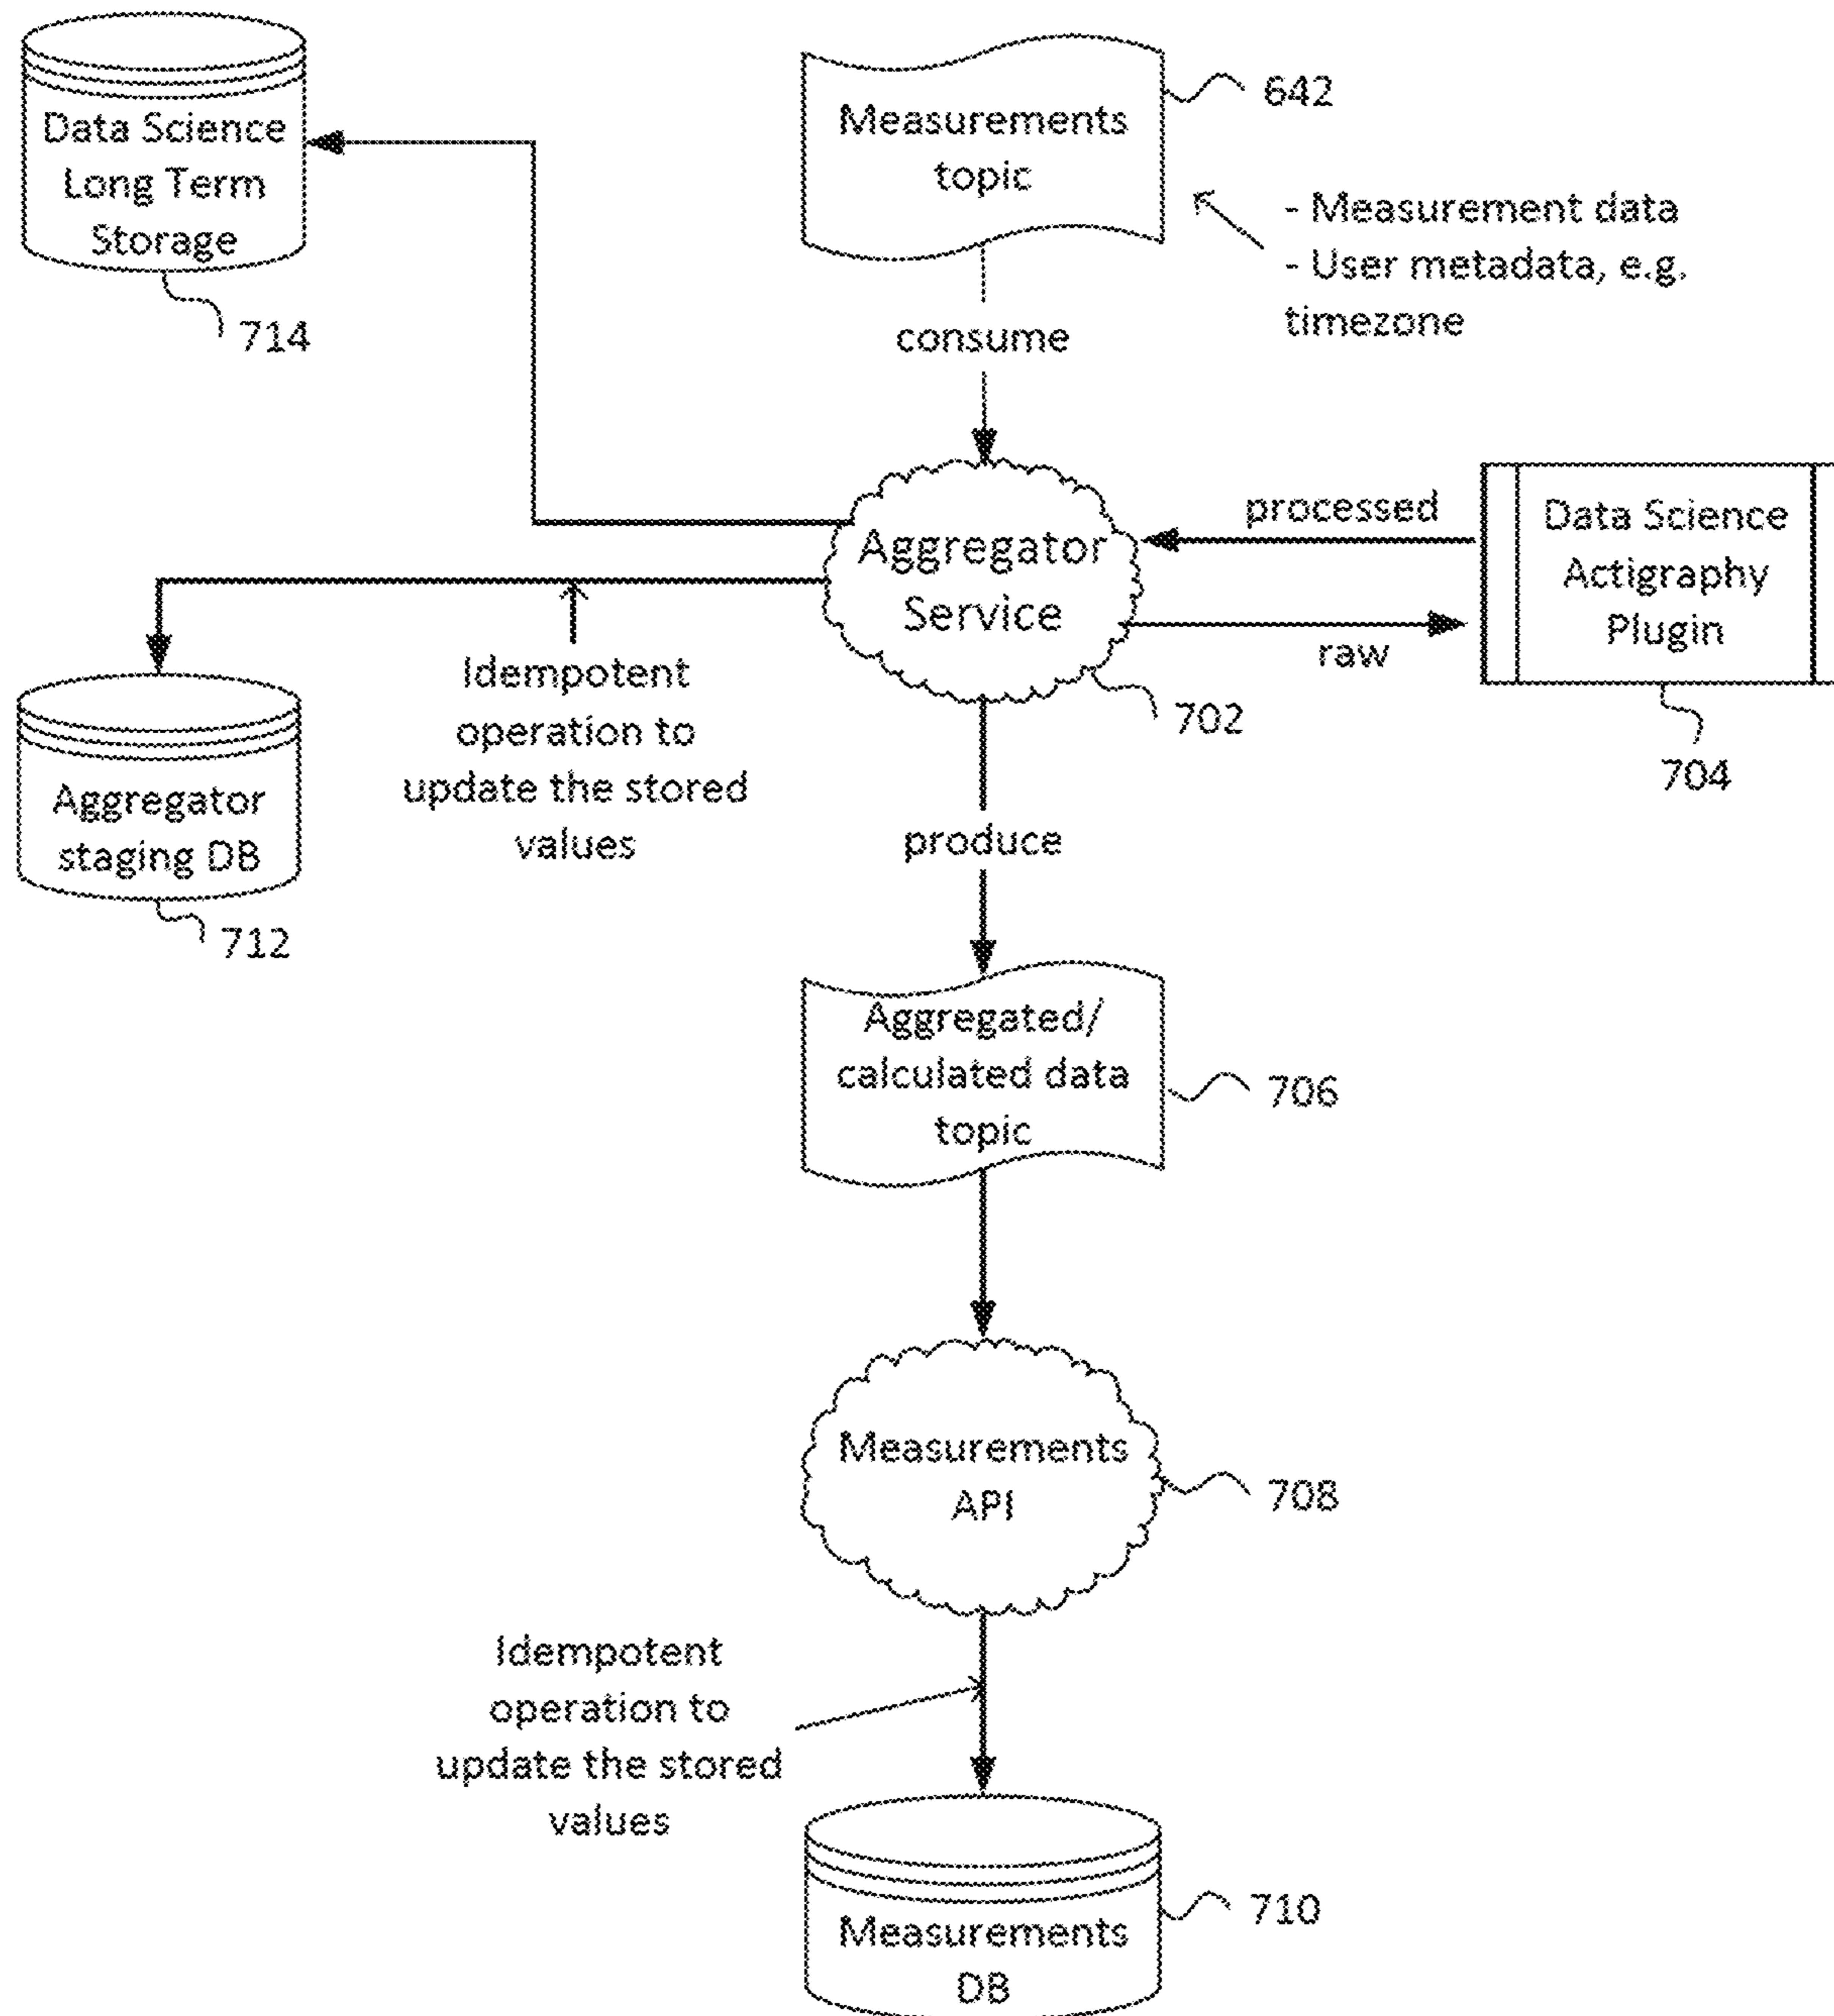 Data Science
Long Term
Storage
714
Measurements
topic
642
- Measurement data
- User metadata, e.g.
timezone
consume
Aggregator
Service
702
processed
raw
Data Science
Actigraphy
Plugin
704
Idempotent
operation to
update the stored
values
Aggregator
staging DB
712
produce
Aggregated/
calculated data
topic
706
Measurements
API
708
Idempotent
operation to
update the stored
values
Measurements
DB
710